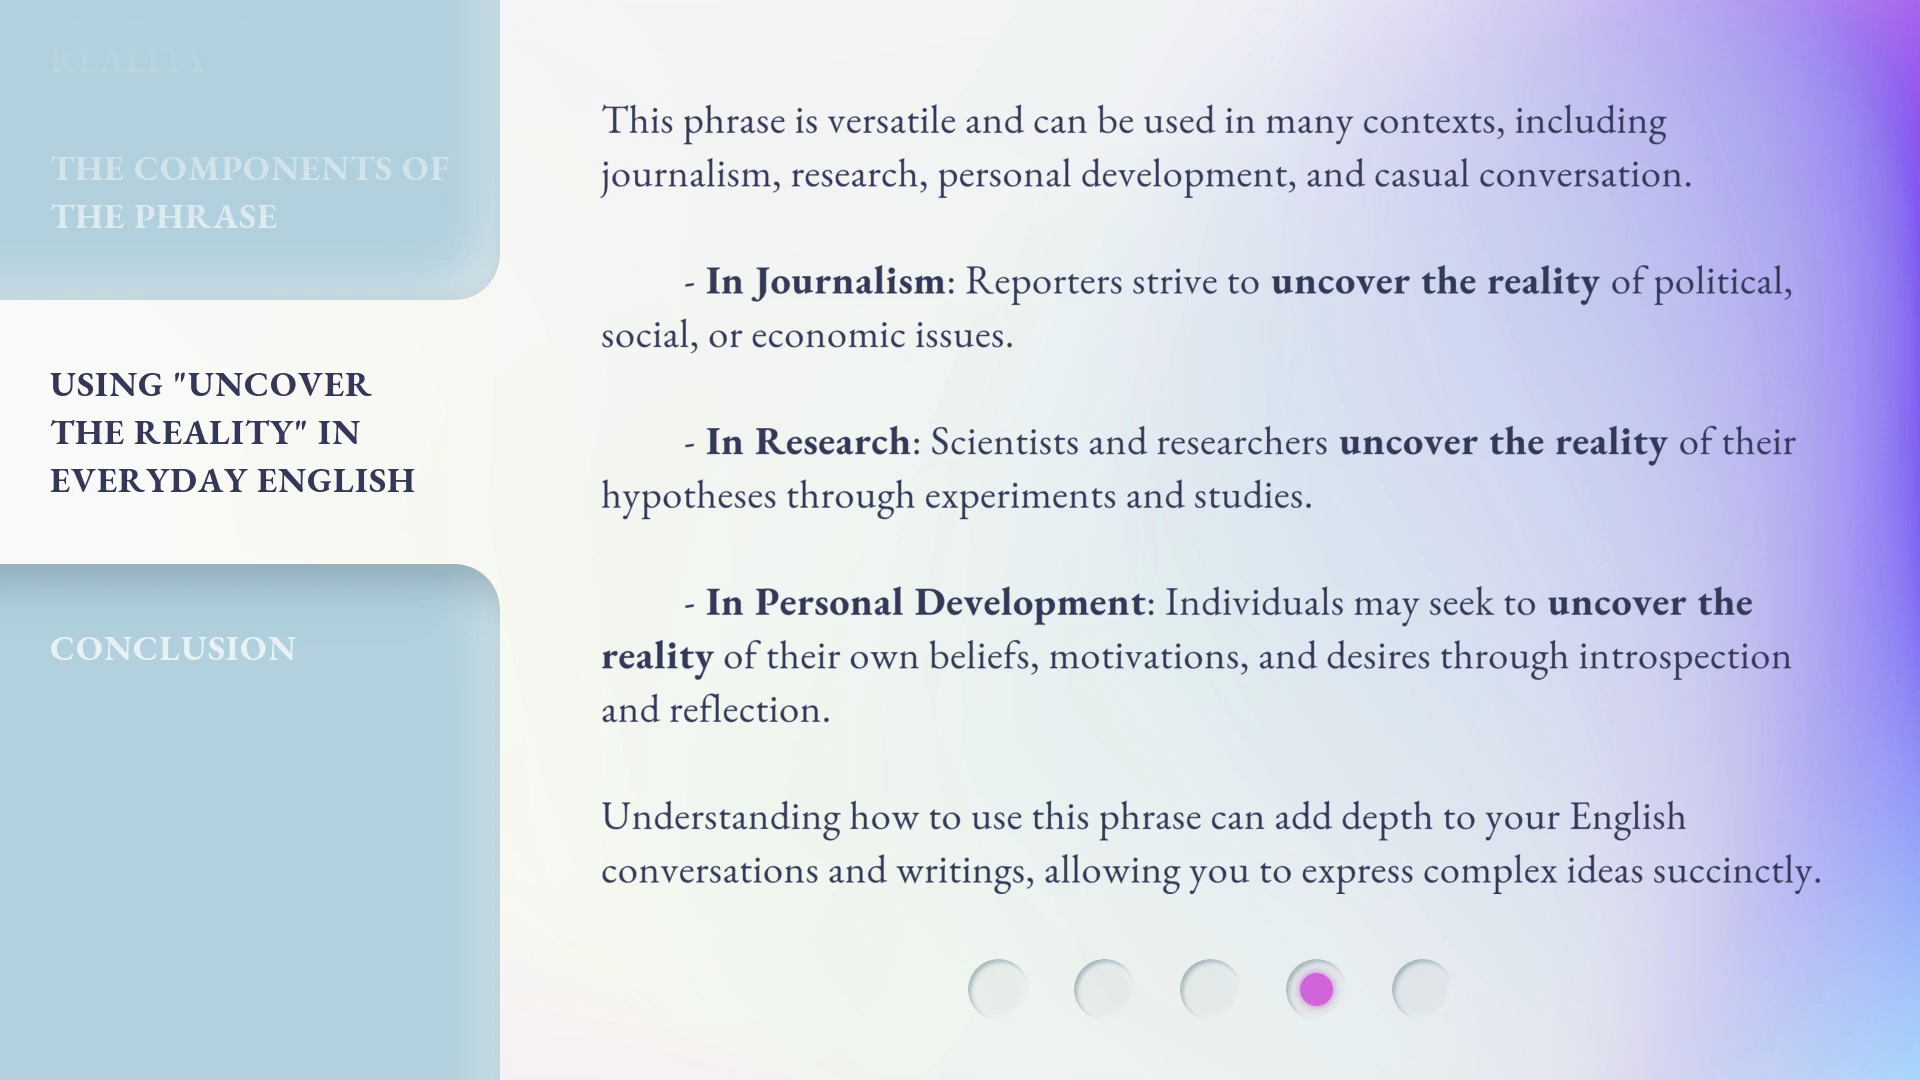 REALITY"
THE COMPONENTS OF
THE PHRASE
USING "UNCOVER
THE REALITY" IN
EVERYDAY ENGLISH
CONCLUSION
This phrase is versatile and can be used in many contexts, including
journalism, research, personal development, and casual conversation.
- In Journalism: Reporters strive to uncover the reality of political,
social, or economic issues.
- In Research: Scientists and researchers uncover the reality of their
hypotheses through experiments and studies.
- In Personal Development: Individuals may seek to uncover the
reality of their own beliefs, motivations, and desires through introspection
and reflection.
Understanding how to use this phrase can add depth to your English
conversations and writings, allowing you to express complex ideas succinctly.